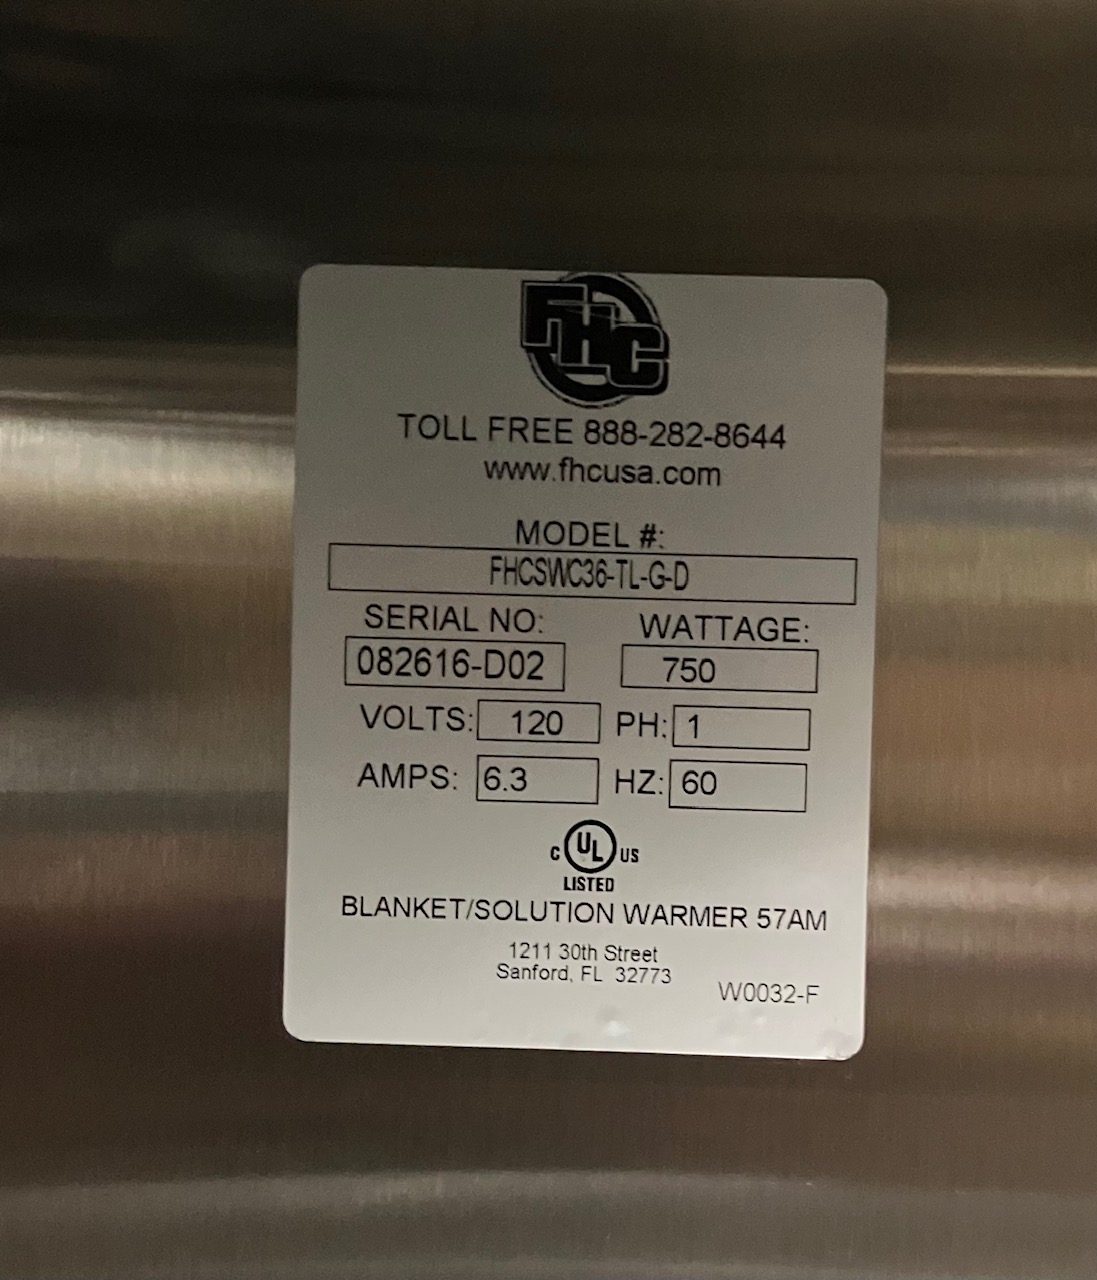 FHC
TOLL FREE 888-282-8644
www.fhcusa.com
MODEL #:
FHCSWC36-TL-G-D
SERIAL NO: WATTAGE:
082616-D02 750
VOLTS: 120 PH: 1
AMPS: 6.3 HZ: 60
C UL US
LISTED
BLANKET/SOLUTION WARMER 57AM
1211 30th Street
Sanford, FL 32773
W0032-F